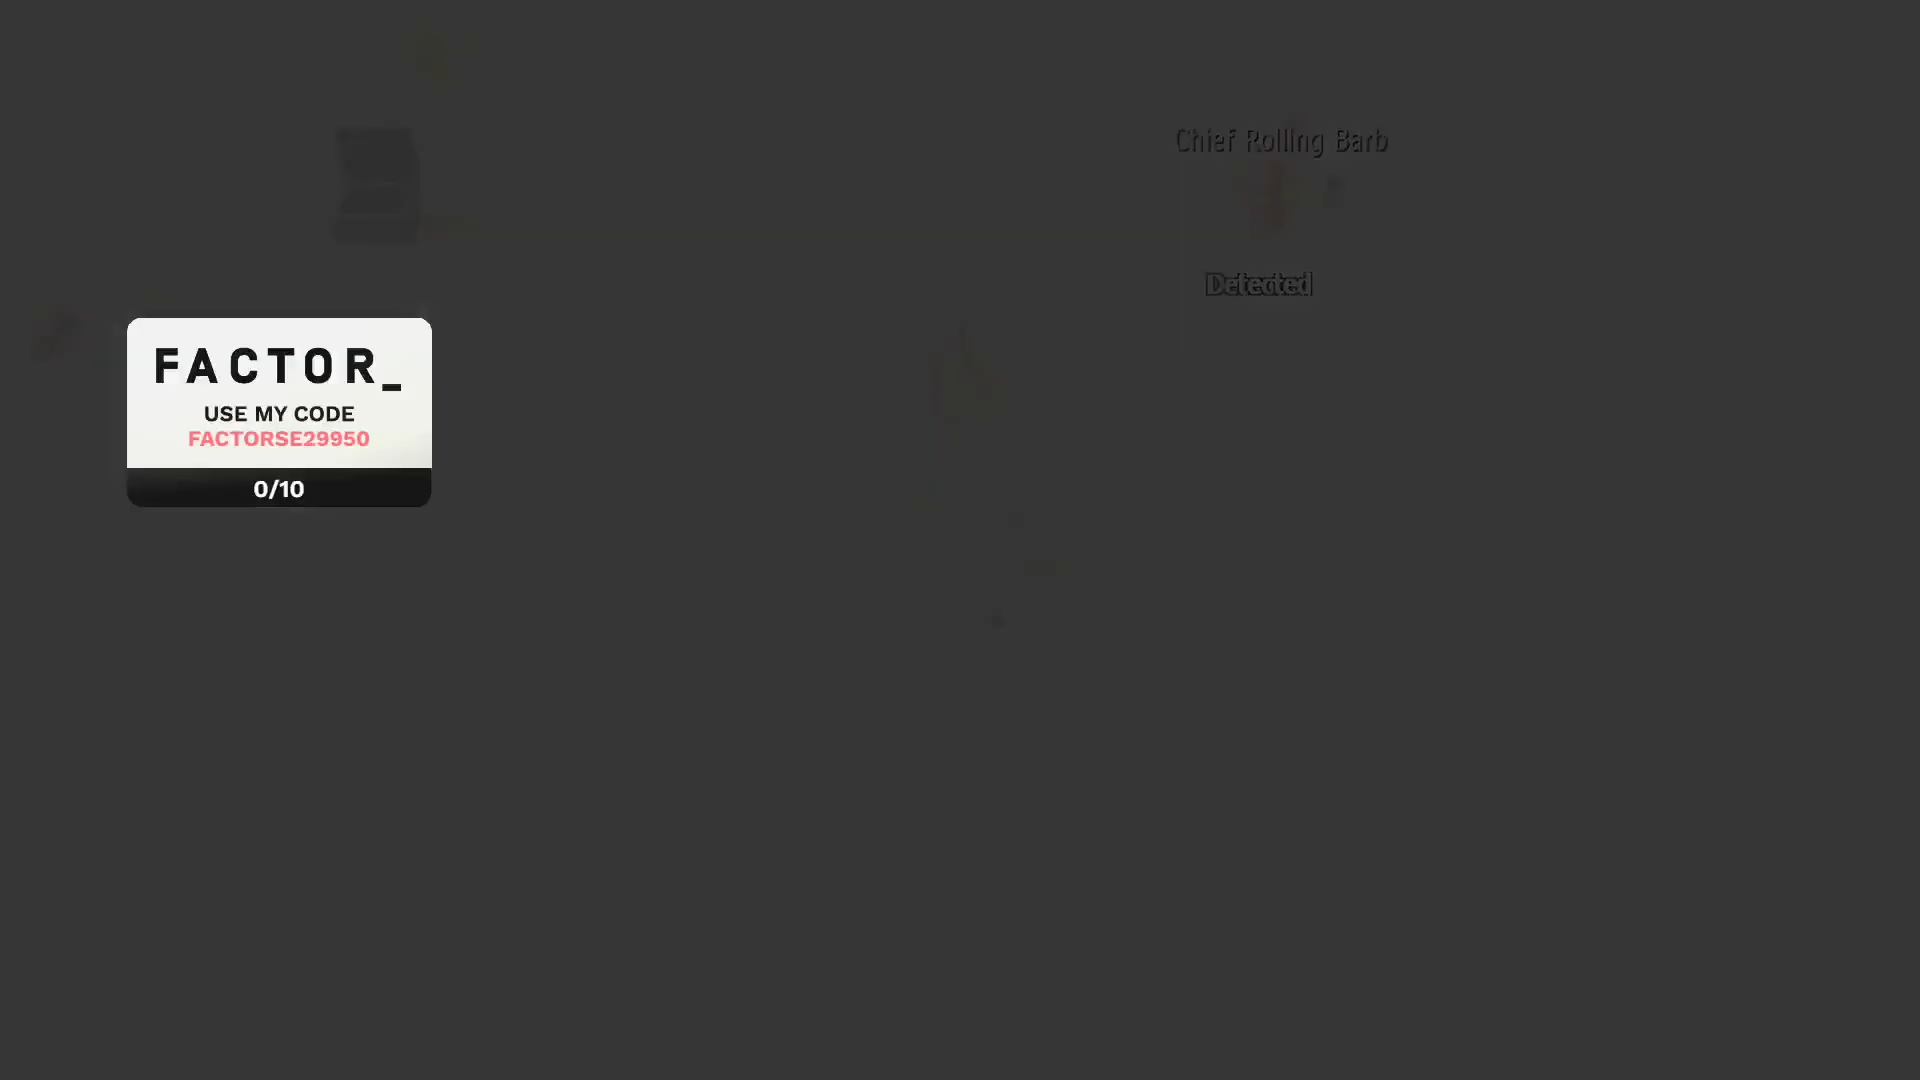 Chief Rolling Barb
Detected
FACTOR_
USE MY CODE
FACTORSE29950
0/10